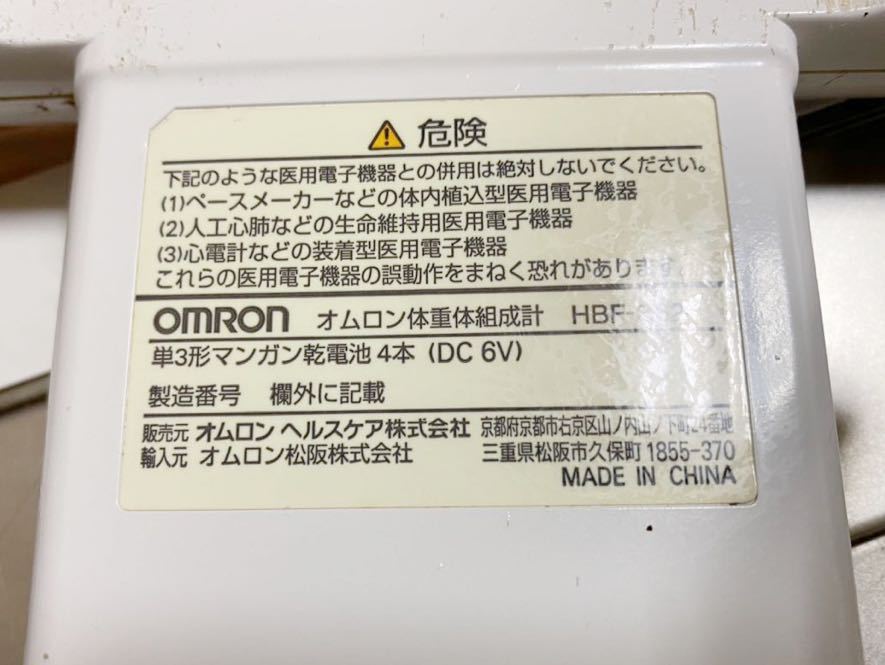 危険
下記のような医用電子機器との併用は絶対しないでください。
(1)ペースメーカーなどの体内植込型医用電子機器
(2)人工心肺などの生命維持用医用電子機器
(3)心電計などの装着型医用電子機器
これらの医用電子機器の誤動作をまねく恐れがあります。
OMRON オムロン体重体組成計
単3形マンガン乾電池 4本 (DC 6V)
製造番号 欄外に記載
販売元 オムロン ヘルスケア株式会社 京都府京都市右京区山ノ内山ノ下町24番地
輸入元 オムロン松阪株式会社 三重県松阪市久保町 1855-370
MADE IN CHINA